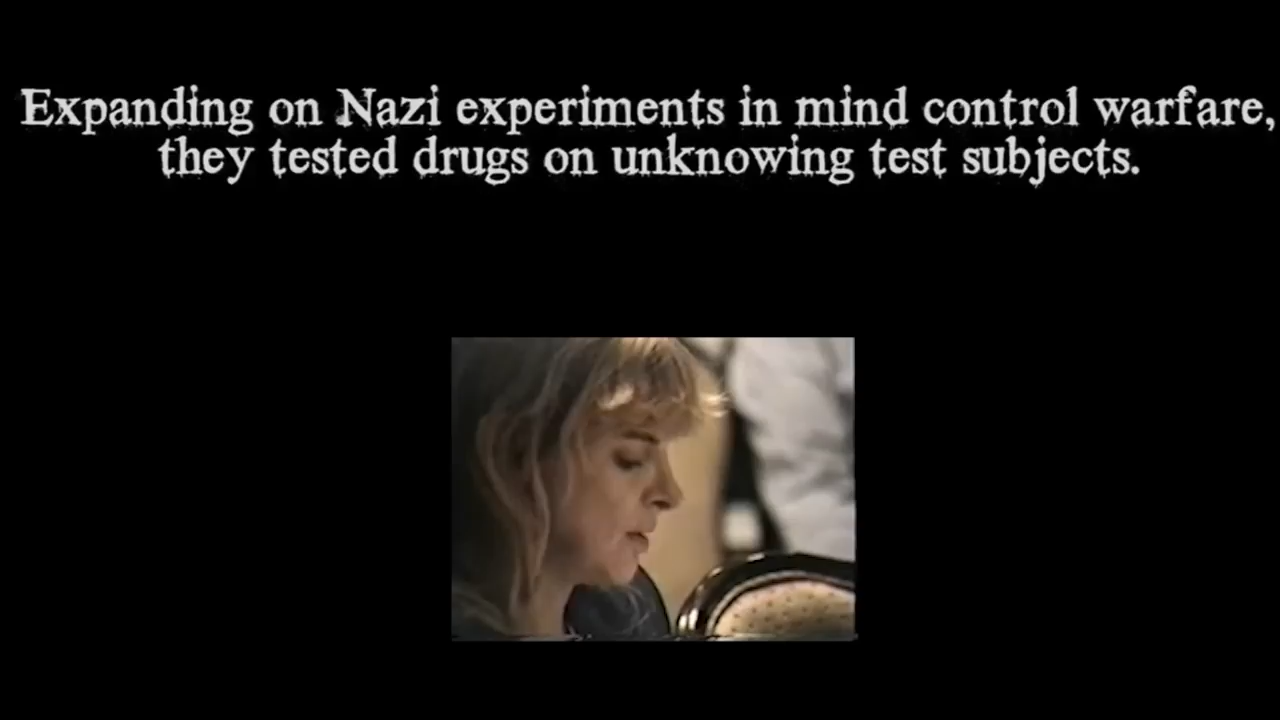 Expanding on Nazi experiments in mind control warfare,
they tested drugs on unknowing test subjects.